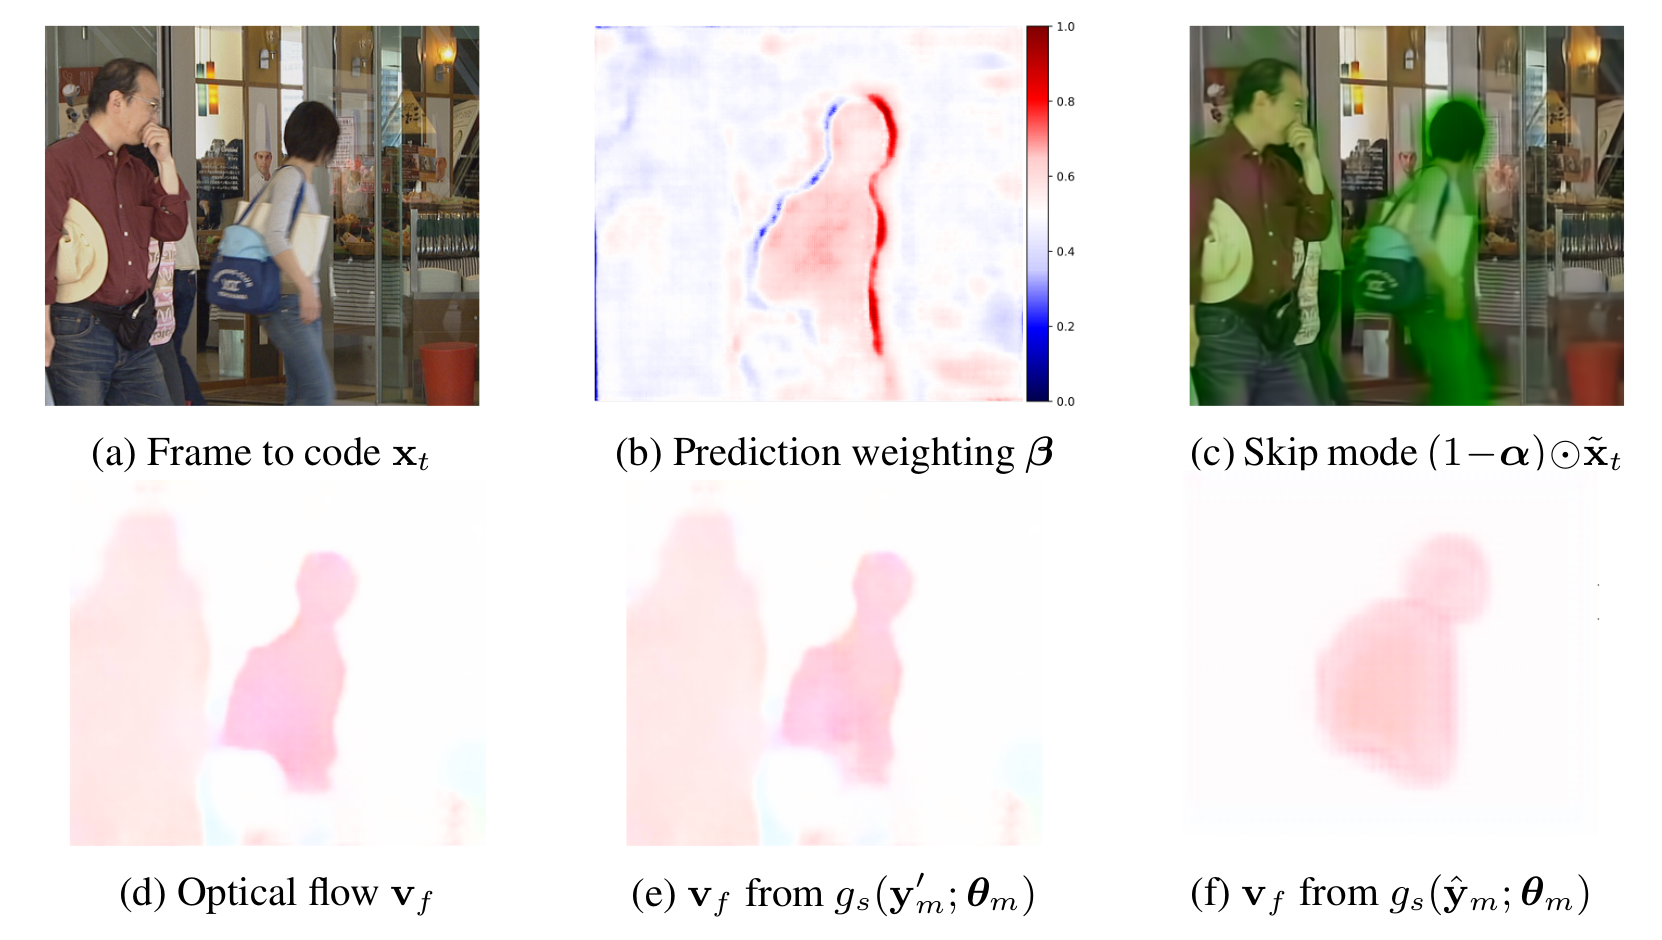 1.0
0.8
0.6
0.4
0.2
0.0
(a) Frame to code $\mathbf{x}_t$
(b) Prediction weighting $\boldsymbol{\beta}$
(c) Skip mode $(1-\boldsymbol{\alpha})\odot\tilde{\mathbf{x}}_t$
(d) Optical flow $\mathbf{v}_f$
(e) $\mathbf{v}_f$ from $g_s(\mathbf{y}'_m;\boldsymbol{\theta}_m)$
(f) $\mathbf{v}_f$ from $g_s(\hat{\mathbf{y}}_m;\boldsymbol{\theta}_m)$